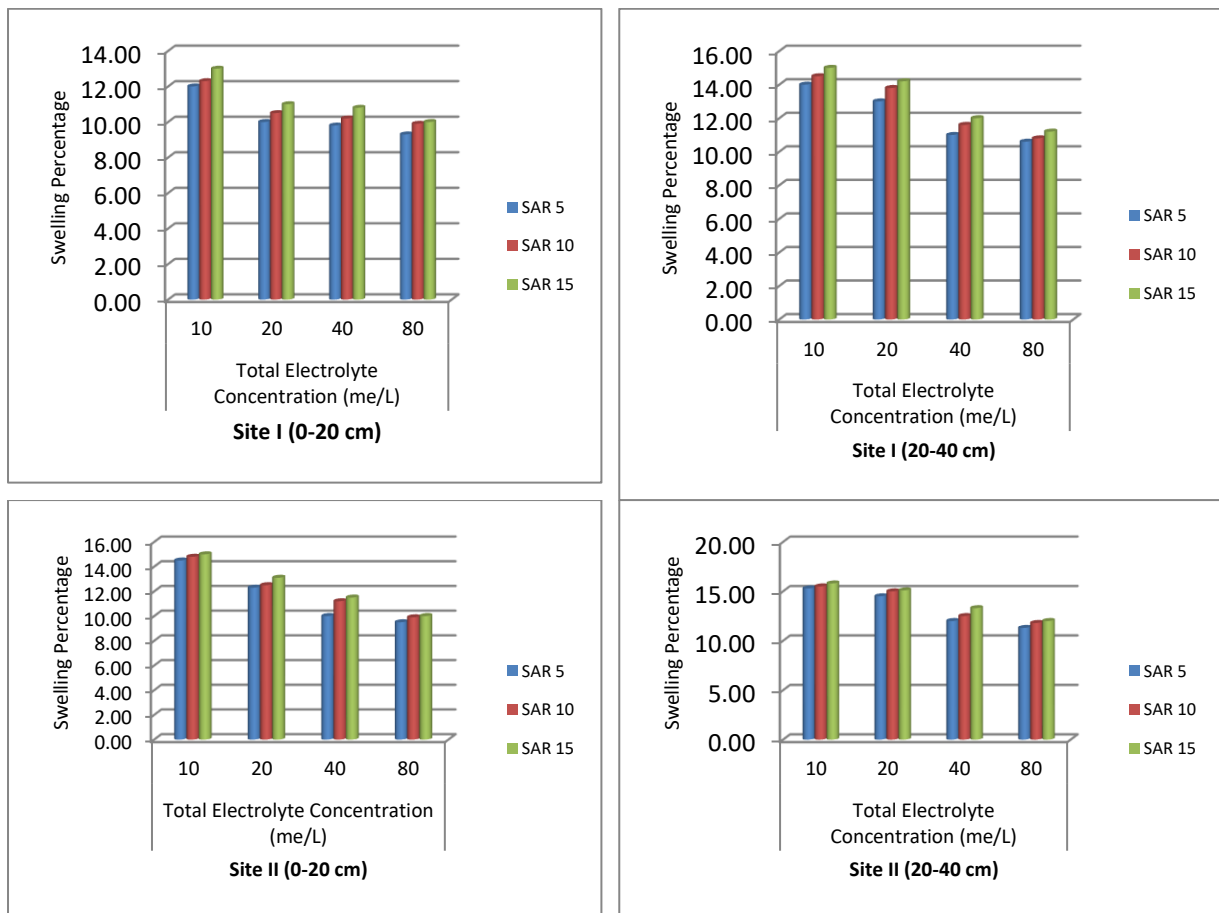 14.00
12.00
10.00
8.00
6.00
4.00
2.00
0.00
Swelling Percentage
10 20 40 80
Total Electrolyte
Concentration (me/L)
Site I (0-20 cm)
SAR 5
SAR 10
SAR 15
16.00
14.00
12.00
10.00
8.00
6.00
4.00
2.00
0.00
Swelling Percentage
10 20 40 80
Total Electrolyte
Concentration (me/L)
Site I (20-40 cm)
SAR 5
SAR 10
SAR 15
16.00
14.00
12.00
10.00
8.00
6.00
4.00
2.00
0.00
Swelling Percentage
10 20 40 80
Total Electrolyte Concentration
(me/L)
Site II (0-20 cm)
SAR 5
SAR 10
SAR 15
20.00
15.00
10.00
5.00
0.00
Swelling Percentage
10 20 40 80
Total Electrolyte
Concentration (me/L)
Site II (20-40 cm)
SAR 5
SAR 10
SAR 15